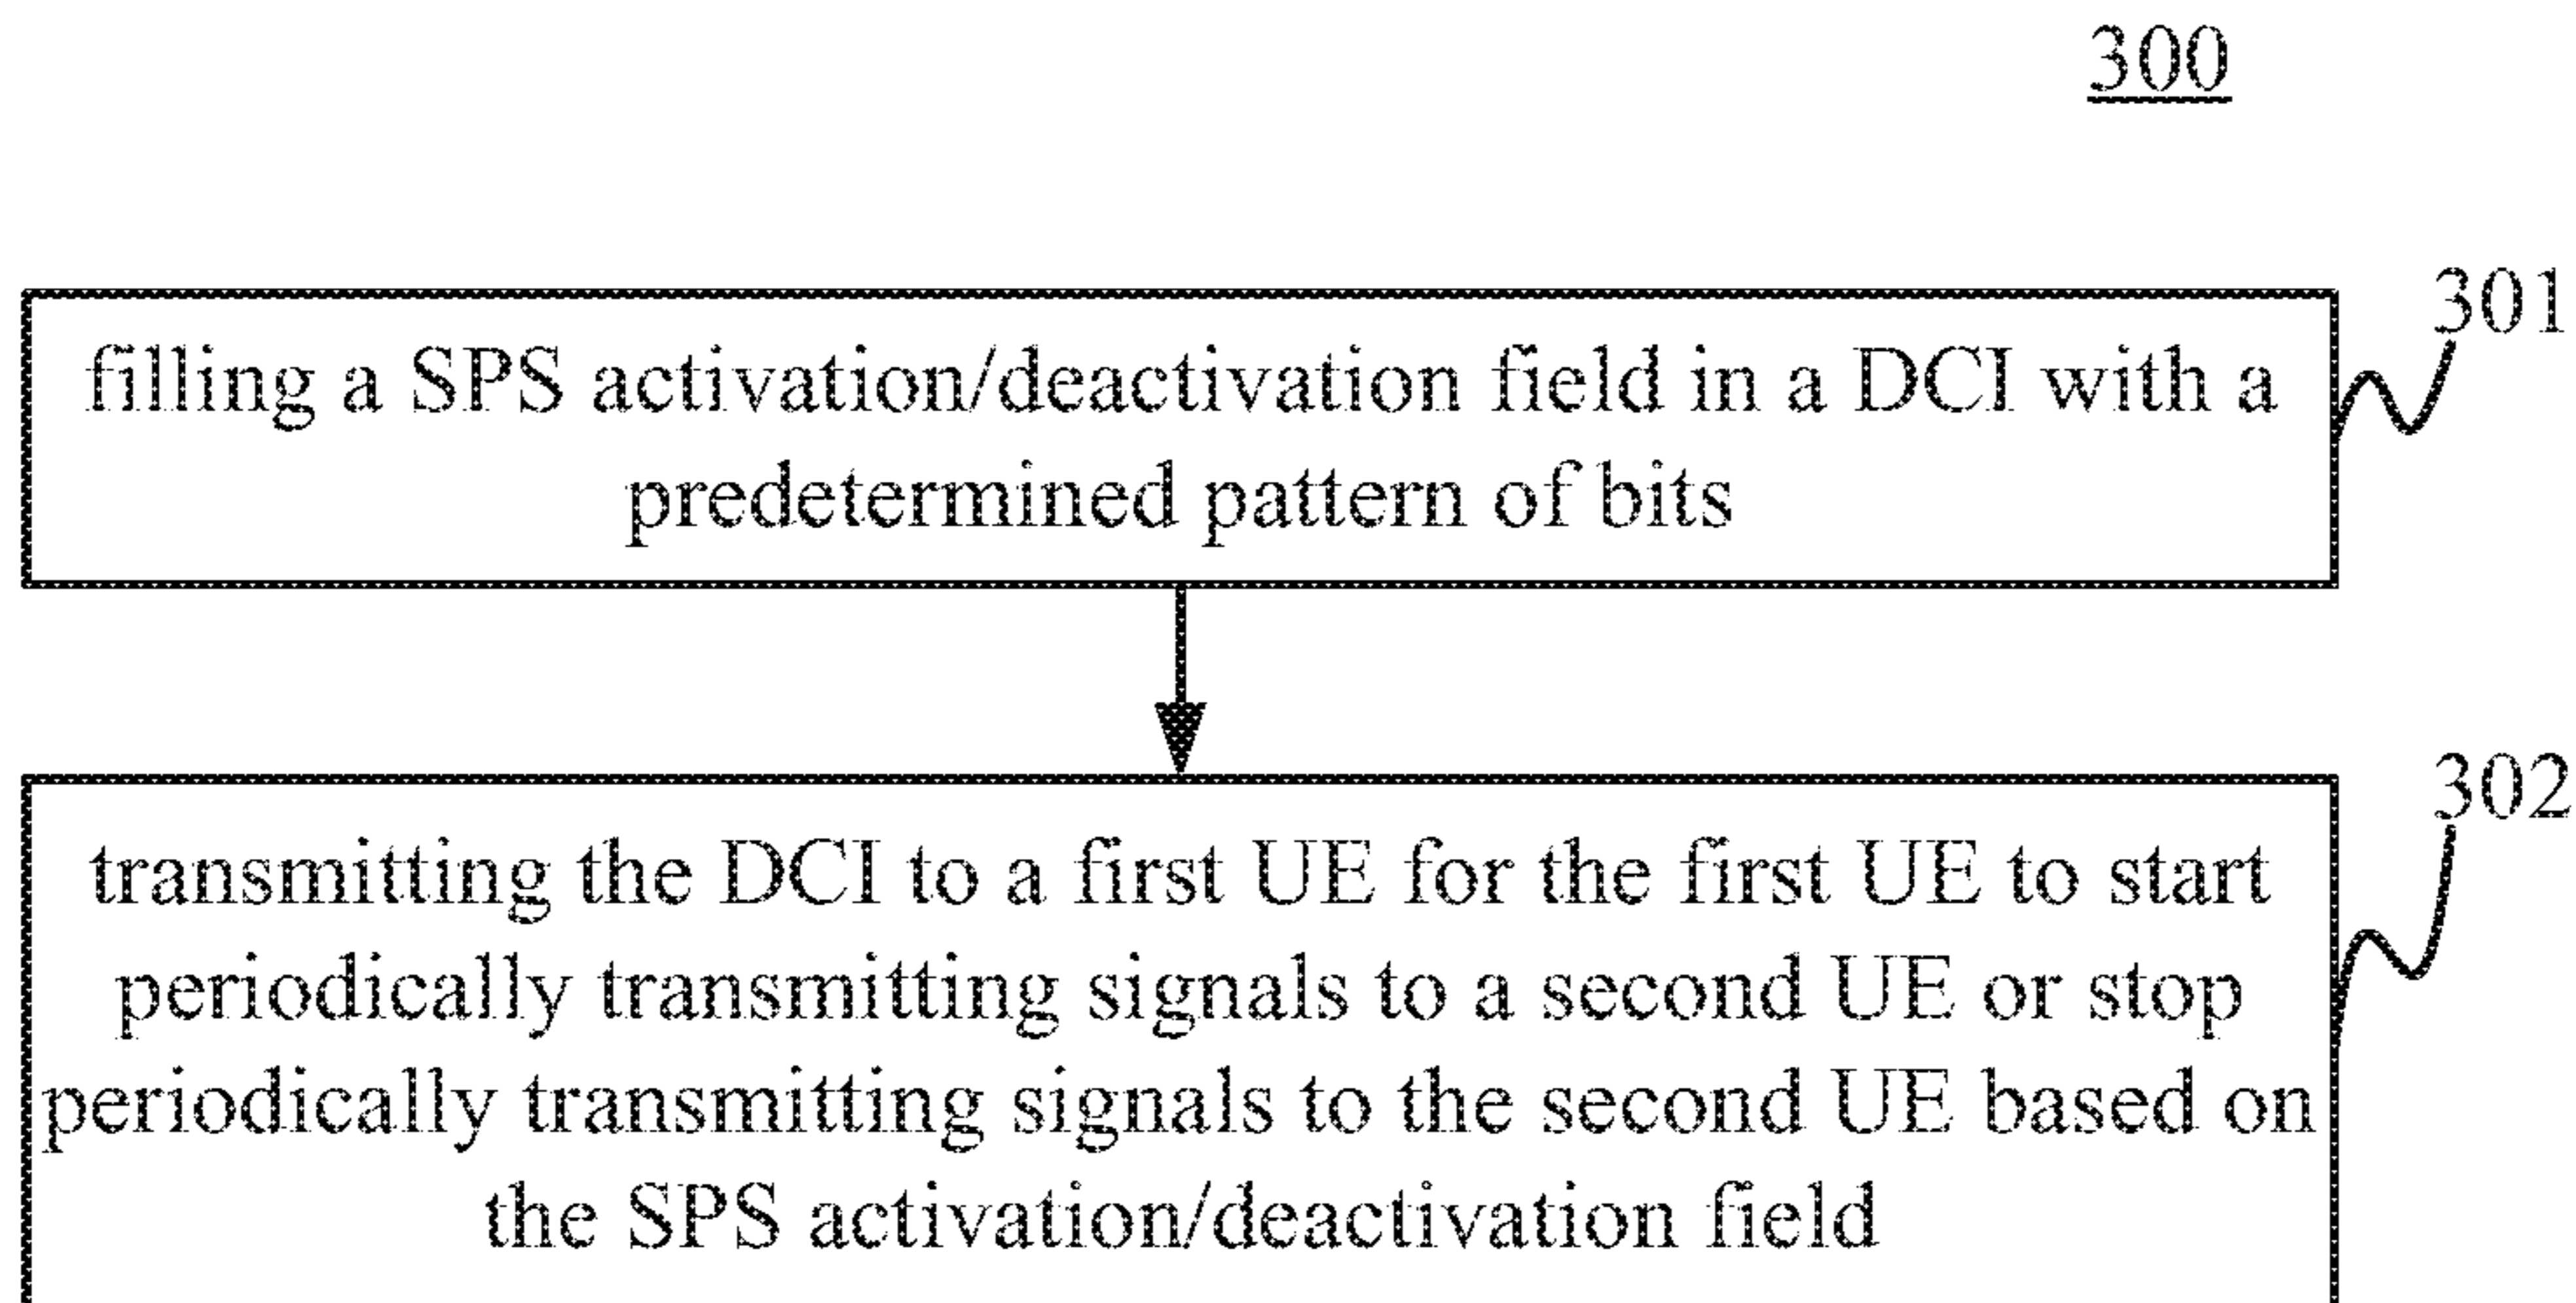 300
301
filling a SPS activation/deactivation field in a DCI with a
predetermined pattern of bits
302
transmitting the DCI to a first UE for the first UE to start
periodically transmitting signals to a second UE or stop
periodically transmitting signals to the second UE based on
the SPS activation/deactivation field